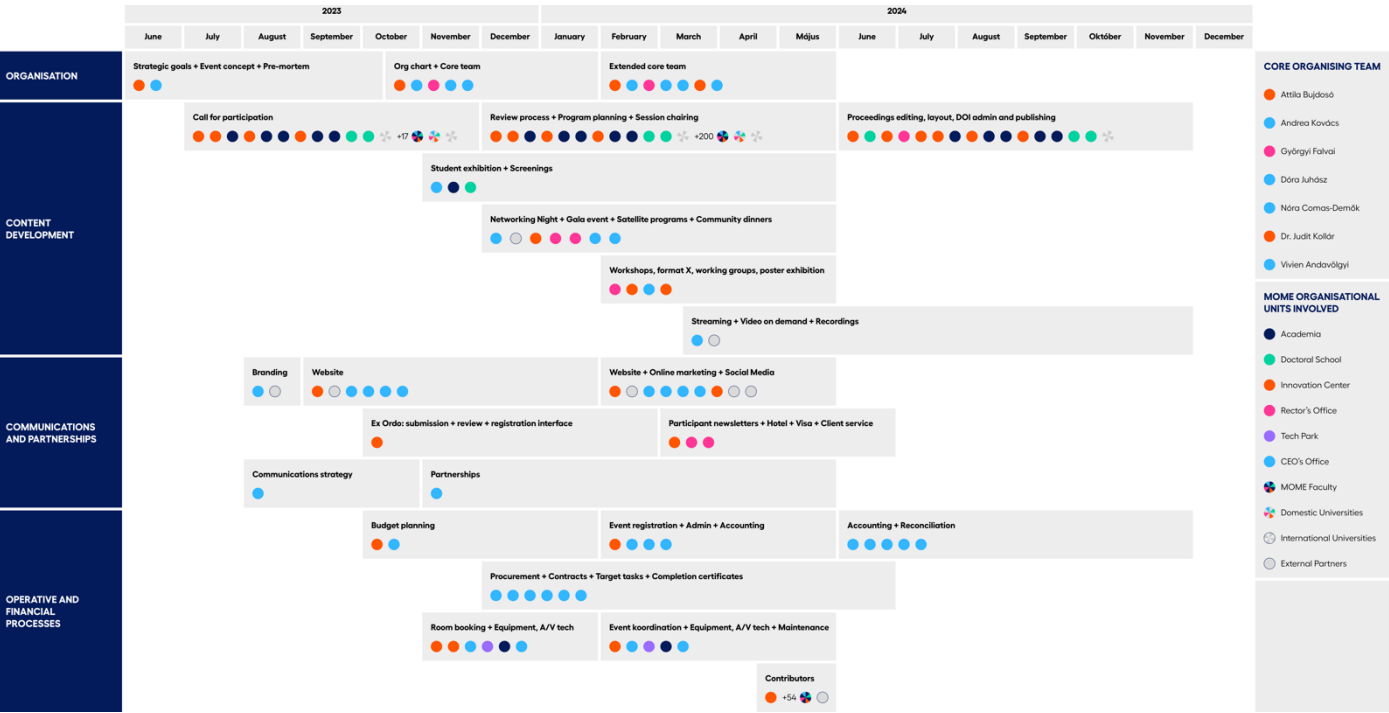 2023
2024
June
July
August
September
October
November
December
January
February
March
April
Május
June
July
August
September
Október
November
December
ORGANISATION
Strategic goals + Event concept + Pre-mortem
Org chart + Core team
Extended core team
CONTENT
DEVELOPMENT
Call for participation
+17
Review process + Program planning + Session chairing
+200
Proceedings editing, layout, DOI admin and publishing
Student exhibition + Screenings
Networking Night + Gala event + Satellite programs + Community dinners
Workshops, format X, working groups, poster exhibition
Streaming + Video on demand + Recordings
COMMUNICATIONS
AND PARTNERSHIPS
Branding
Website
Website + Online marketing + Social Media
Ex Ordo: submission + review + registration interface
Participant newsletters + Hotel + Visa + Client service
Communications strategy
Partnerships
OPERATIVE AND
FINANCIAL
PROCESSES
Budget planning
Event registration + Admin + Accounting
Accounting + Reconciliation
Procurement + Contracts + Target tasks + Completion certificates
Room booking + Equipment, A/V tech
Event koordination + Equipment, A/V tech + Maintenance
Contributors
+54
CORE ORGANISING TEAM
Attila Bujdosó
Andrea Kovács
Györgyi Falvai
Dóra Juhász
Nóra Comas-Demők
Dr. Judit Kollár
Vivien Andavölgyi
MOME ORGANISATIONAL
UNITS INVOLVED
Academia
Doctoral School
Innovation Center
Rector's Office
Tech Park
CEO's Office
MOME Faculty
Domestic Universities
International Universities
External Partners